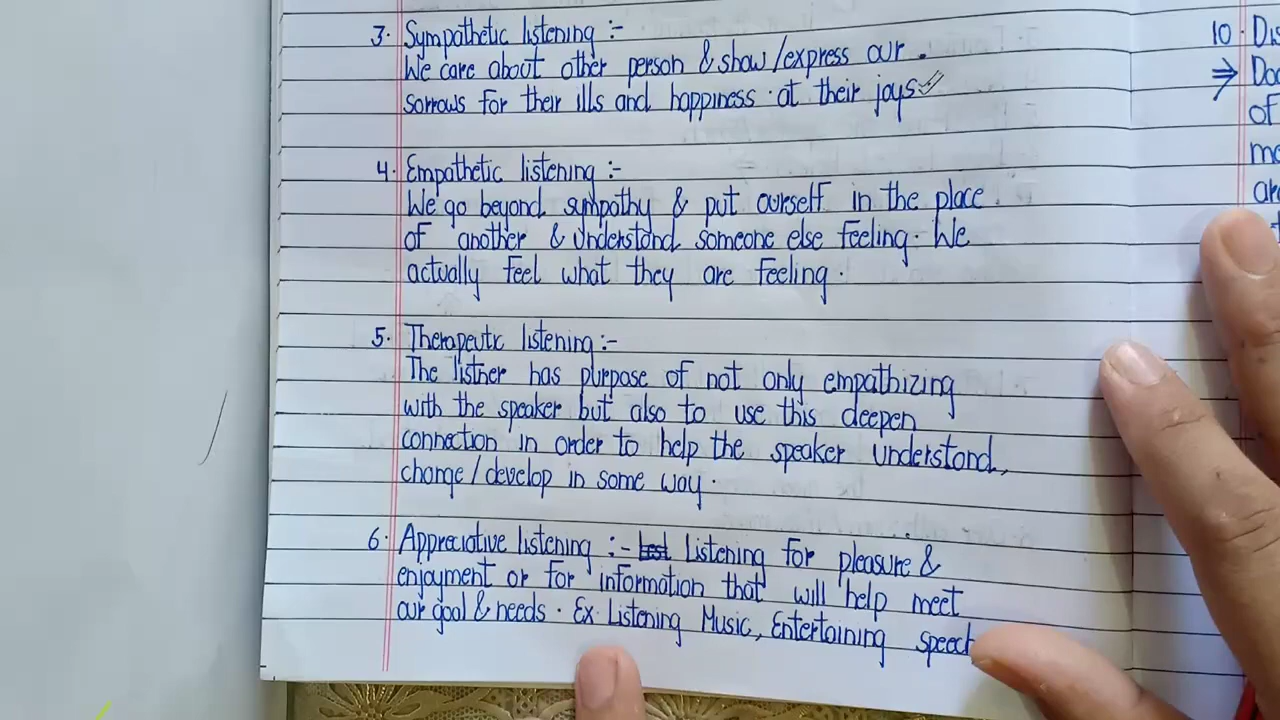 3. Sympathetic listening :-
We care about other person & show/express our .
sorrows for their ills and happiness at their joys
4. Empathetic listening :-
We go beyond sympathy & put ourself in the place
of another & understand someone else feeling. We
actually feel what they are feeling.
5. Therapeutic listening :-
The listner has purpose of not only empathizing
with the speaker but also to use this deepen
connection in order to help the speaker understand,
change / develop in some way.
6. Appreciative listening :- Listening for pleasure &
enjoyment or for information that will help meet
our goal & needs. Ex Listening Music, Entertaining speech
10. Dis
⇒ Doc
of
me
are